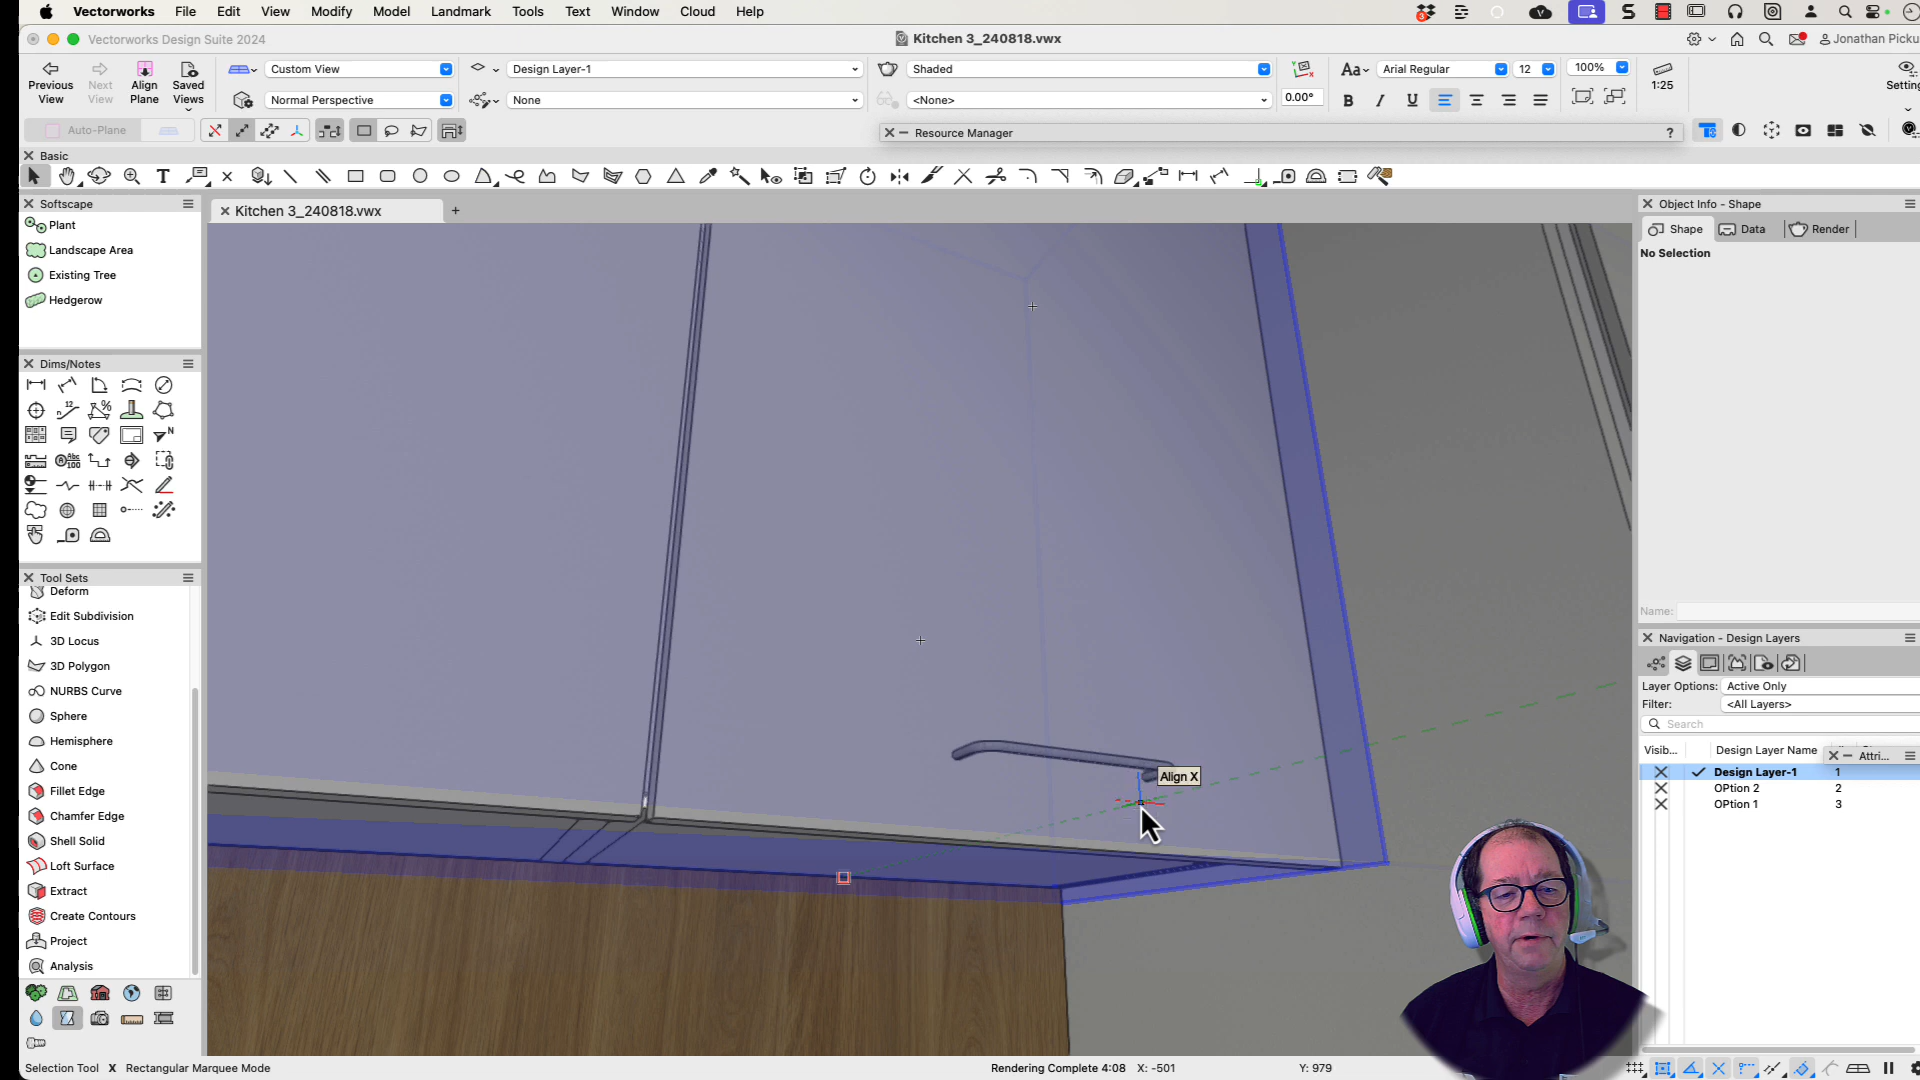 Vectorworks File Edit View Modify Model Landmark Tools Text Window Cloud Help
3
Vectorworks Design Suite 2024
Kitchen 3_240818.vwx
Jonathan Picku
Previous View
Next View
Align Plane
Saved Views
Custom View
Design Layer-1
Shaded
Arial Regular
12
100%
Normal Perspective
None
<None>
0.00°
1:25
Setting
Auto-Plane
Resource Manager
?
Basic
Softscape
Kitchen 3_240818.vwx
Object Info - Shape
Plant
Landscape Area
Existing Tree
Hedgerow
Shape Data Render
No Selection
Dims/Notes
Tool Sets
Deform
Edit Subdivision
3D Locus
3D Polygon
NURBS Curve
Sphere
Hemisphere
Cone
Fillet Edge
Chamfer Edge
Shell Solid
Loft Surface
Extract
Create Contours
Project
Analysis
Align X
Name:
Navigation - Design Layers
Layer Options: Active Only
Filter: <All Layers>
Search
Visib... Design Layer Name
Attri...
Design Layer-1 1
OPtion 2 2
OPtion 1 3
Selection Tool X Rectangular Marquee Mode
Rendering Complete 4:08 X: -501 Y: 979